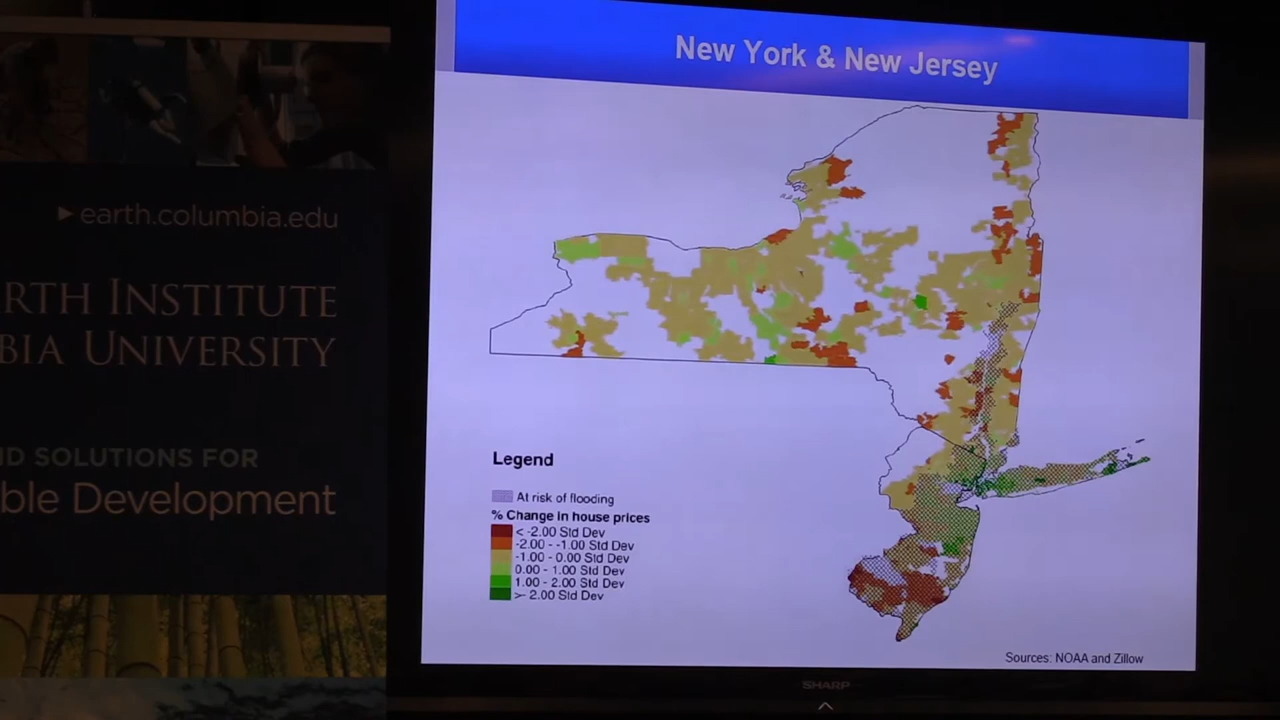 New York & New Jersey
► earth.columbia.edu
RTH INSTITUTE
BIA UNIVERSITY
ND SOLUTIONS FOR
ble Development
Legend
At risk of flooding
% Change in house prices
< -2.00 Std Dev
-2.00 - -1.00 Std Dev
-1.00 - 0.00 Std Dev
0.00 - 1.00 Std Dev
1.00 - 2.00 Std Dev
> 2.00 Std Dev
Sources: NOAA and Zillow
SHARP